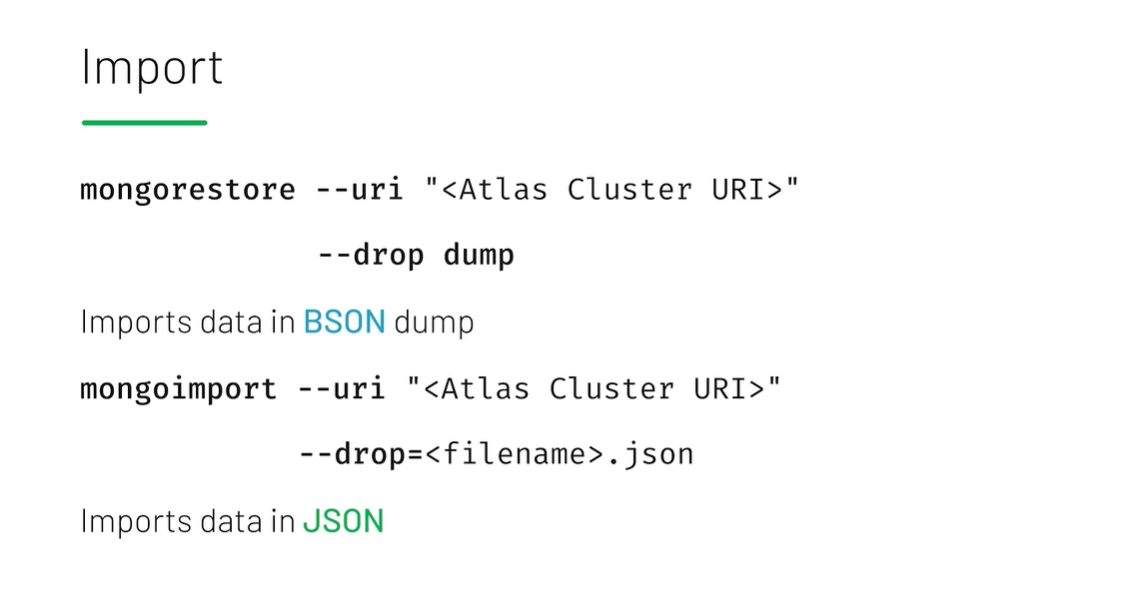 Import
mongorestore --uri "<Atlas Cluster URI>"
--drop dump
Imports data in BSON dump
mongoimport --uri "<Atlas Cluster URI>"
--drop=<filename>.json
Imports data in JSON